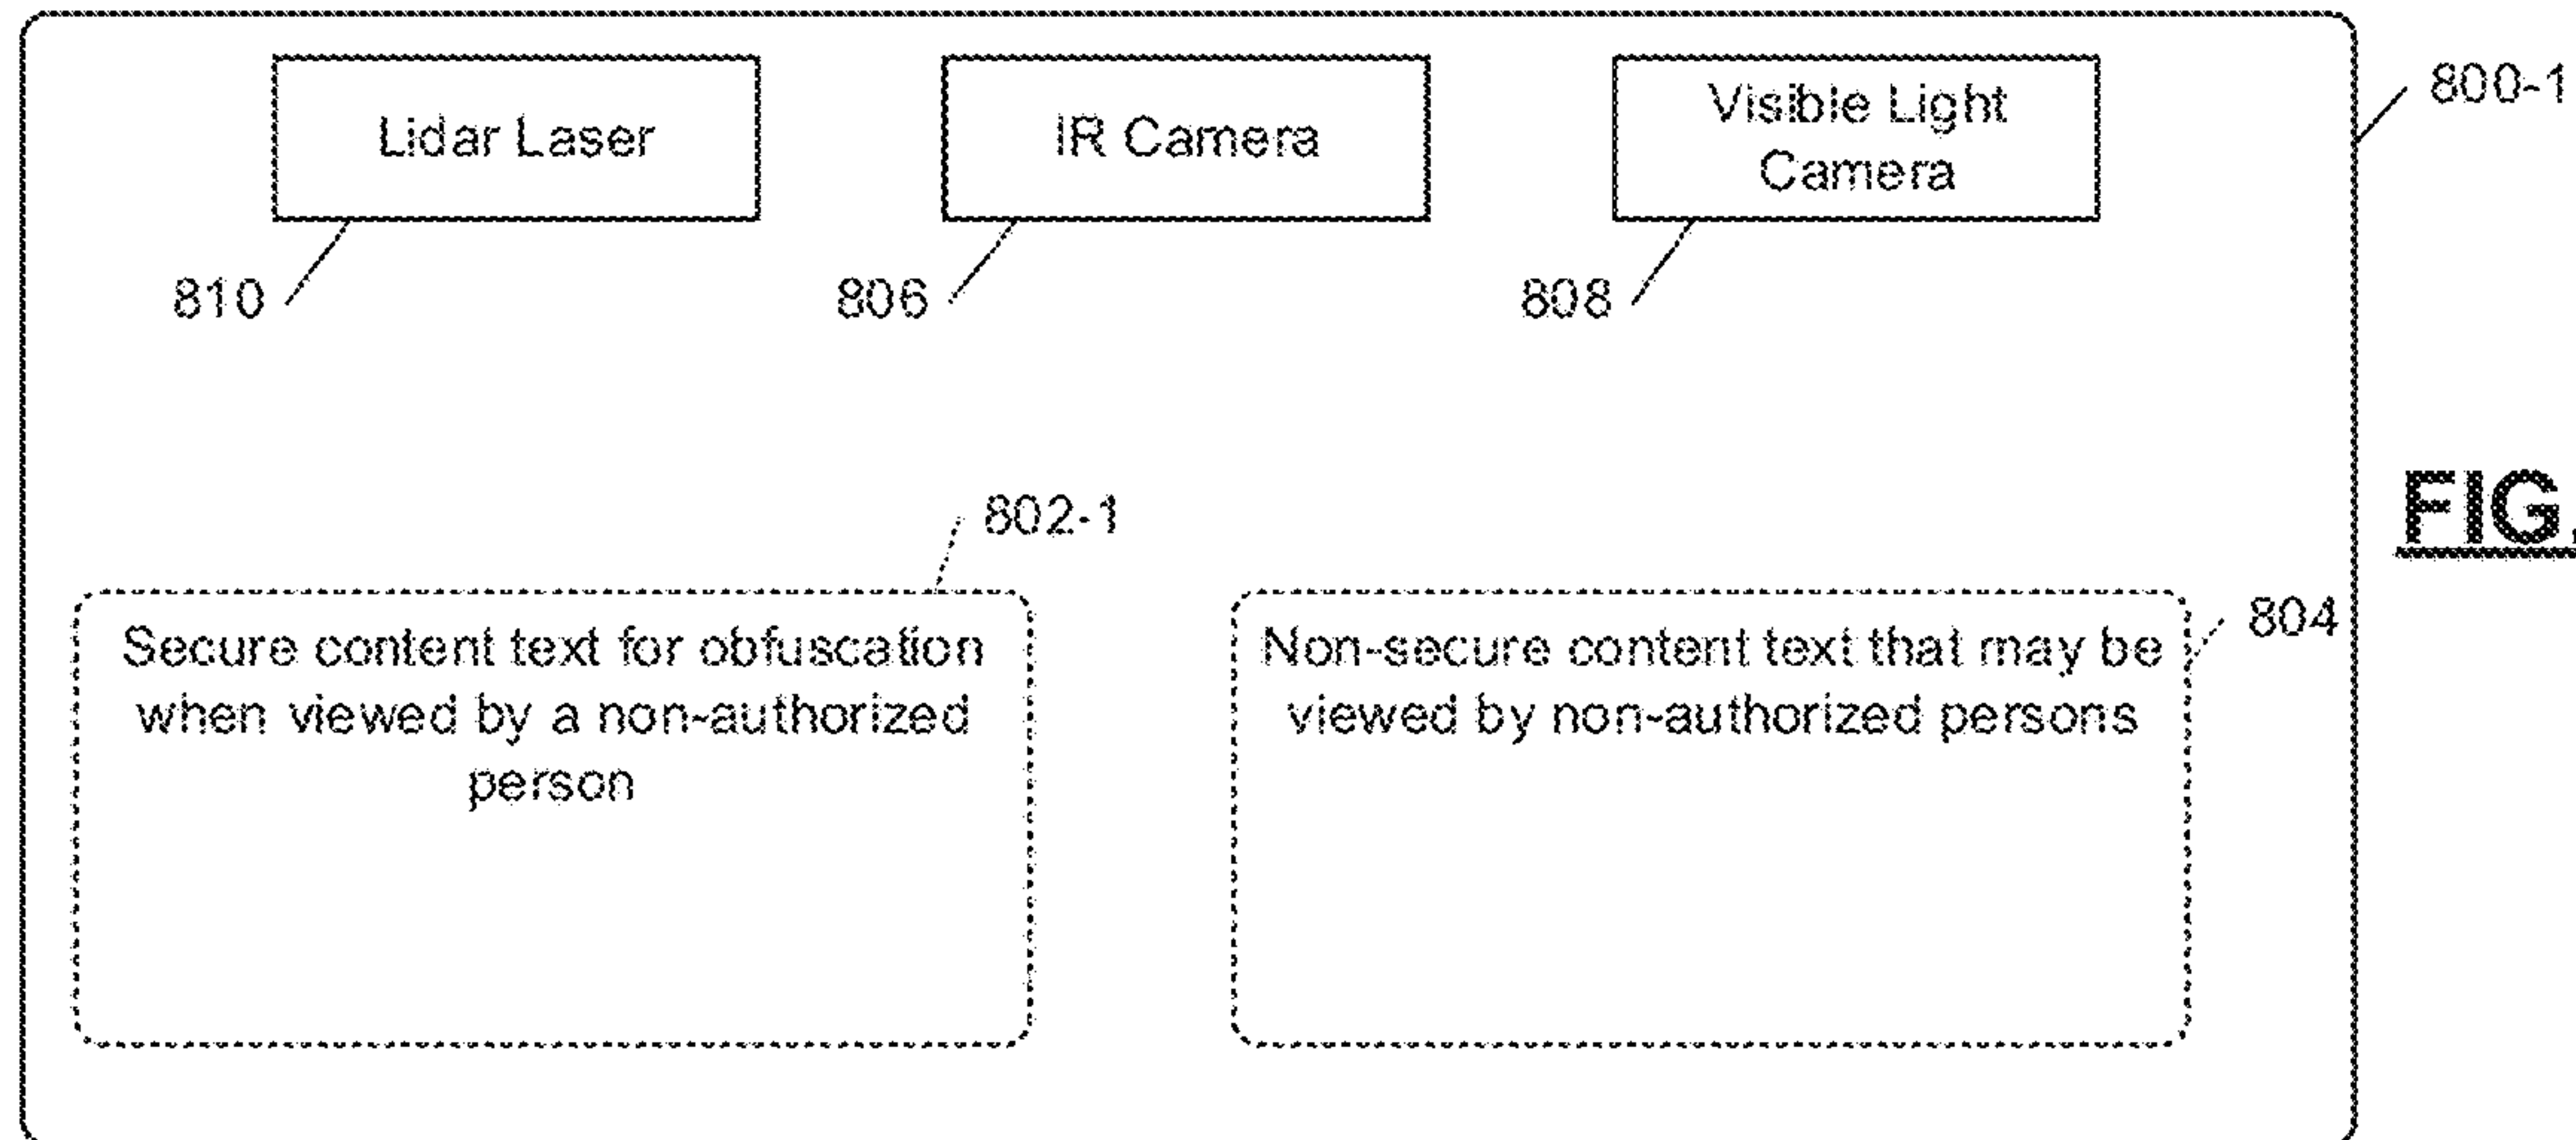 Lidar Laser
IR Camera
Visible Light
Camera
800-1
810
806
808
FIG.
802-1
804
Secure content text for obfuscation
when viewed by a non-authorized
person
Non-secure content text that may be
viewed by non-authorized persons